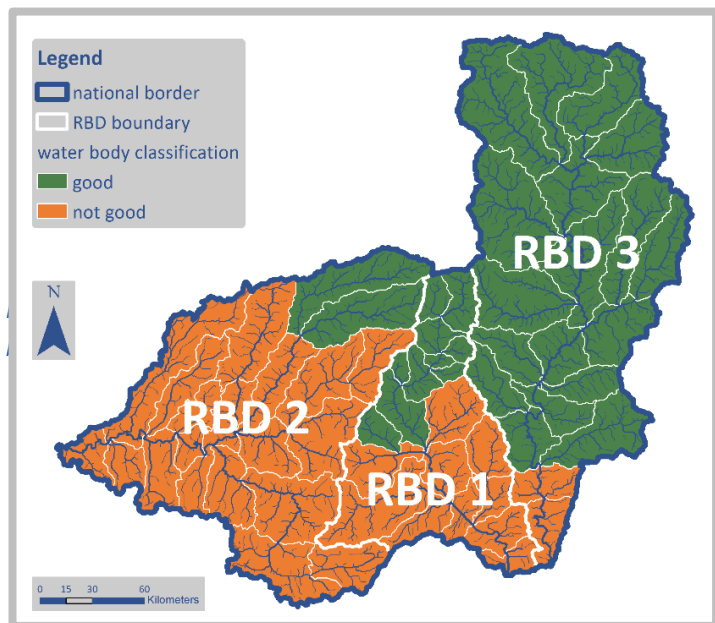 Legend
national border
RBD boundary
water body classification
good
not good
RBD 3
N
RBD 2
RBD 1
0 15 30 60
Kilometers